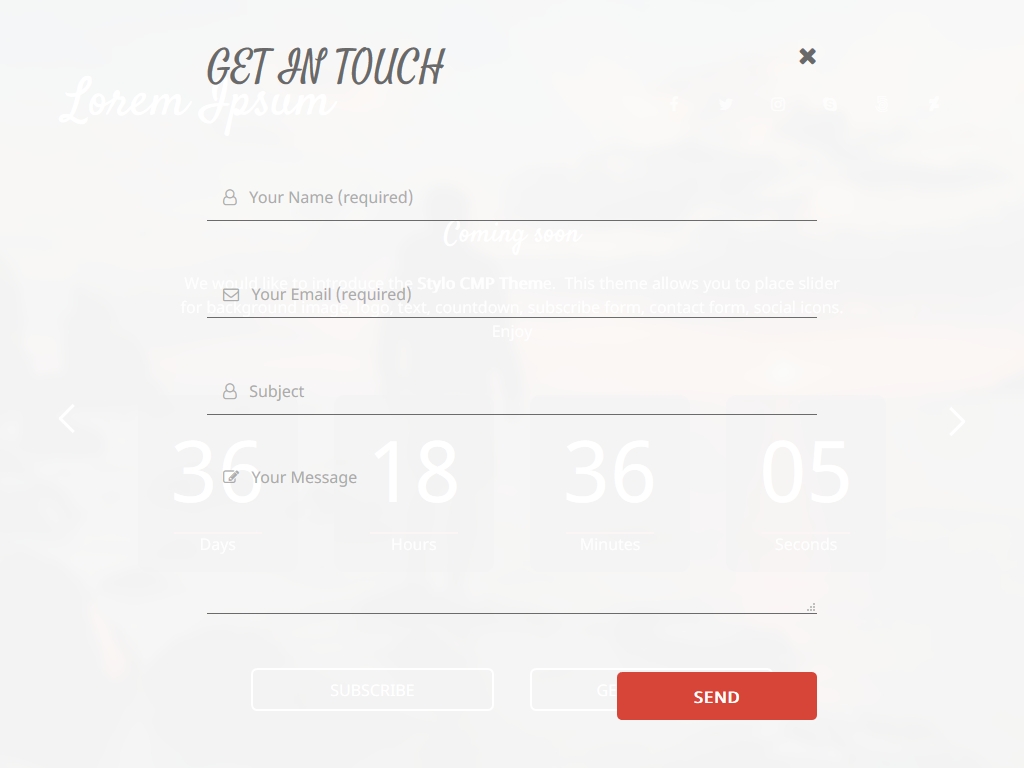 GET IN TOUCH
Lorem Ipsum
Your Name (required)
Coming soon
We would like to introduce the Stylo CMP Theme. This theme allows you to place slider
Your Email (required)
for background image, logo, text, countdown, subscribe form, contact form, social icons,
Enjoy
Subject
36 18 36 05
Your Message
Days Hours Minutes Seconds
SUBSCRIBE GE
SEND